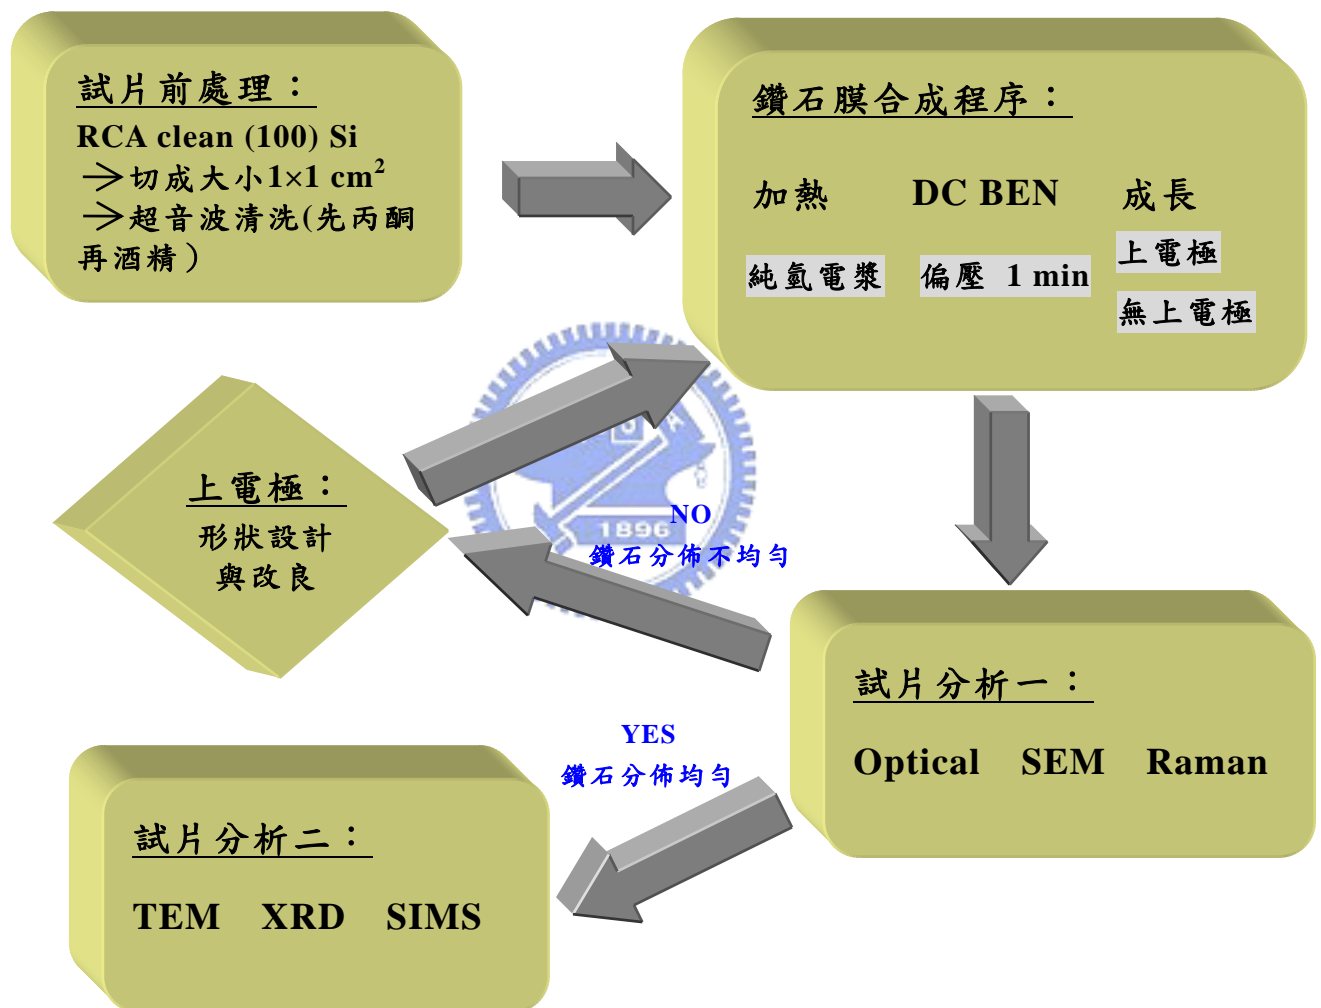 試片前處理：
RCA clean (100) Si
→切成大小1×1 cm²
→超音波清洗(先丙酮
再酒精）
鑽石膜合成程序：
加熱 DC BEN 成長
純氫電漿 偏壓 1 min 上電極
無上電極
上電極：
形狀設計
與改良
1896
NO
鑽石分佈不均勻
試片分析一：
Optical SEM Raman
YES
鑽石分佈均勻
試片分析二：
TEM XRD SIMS